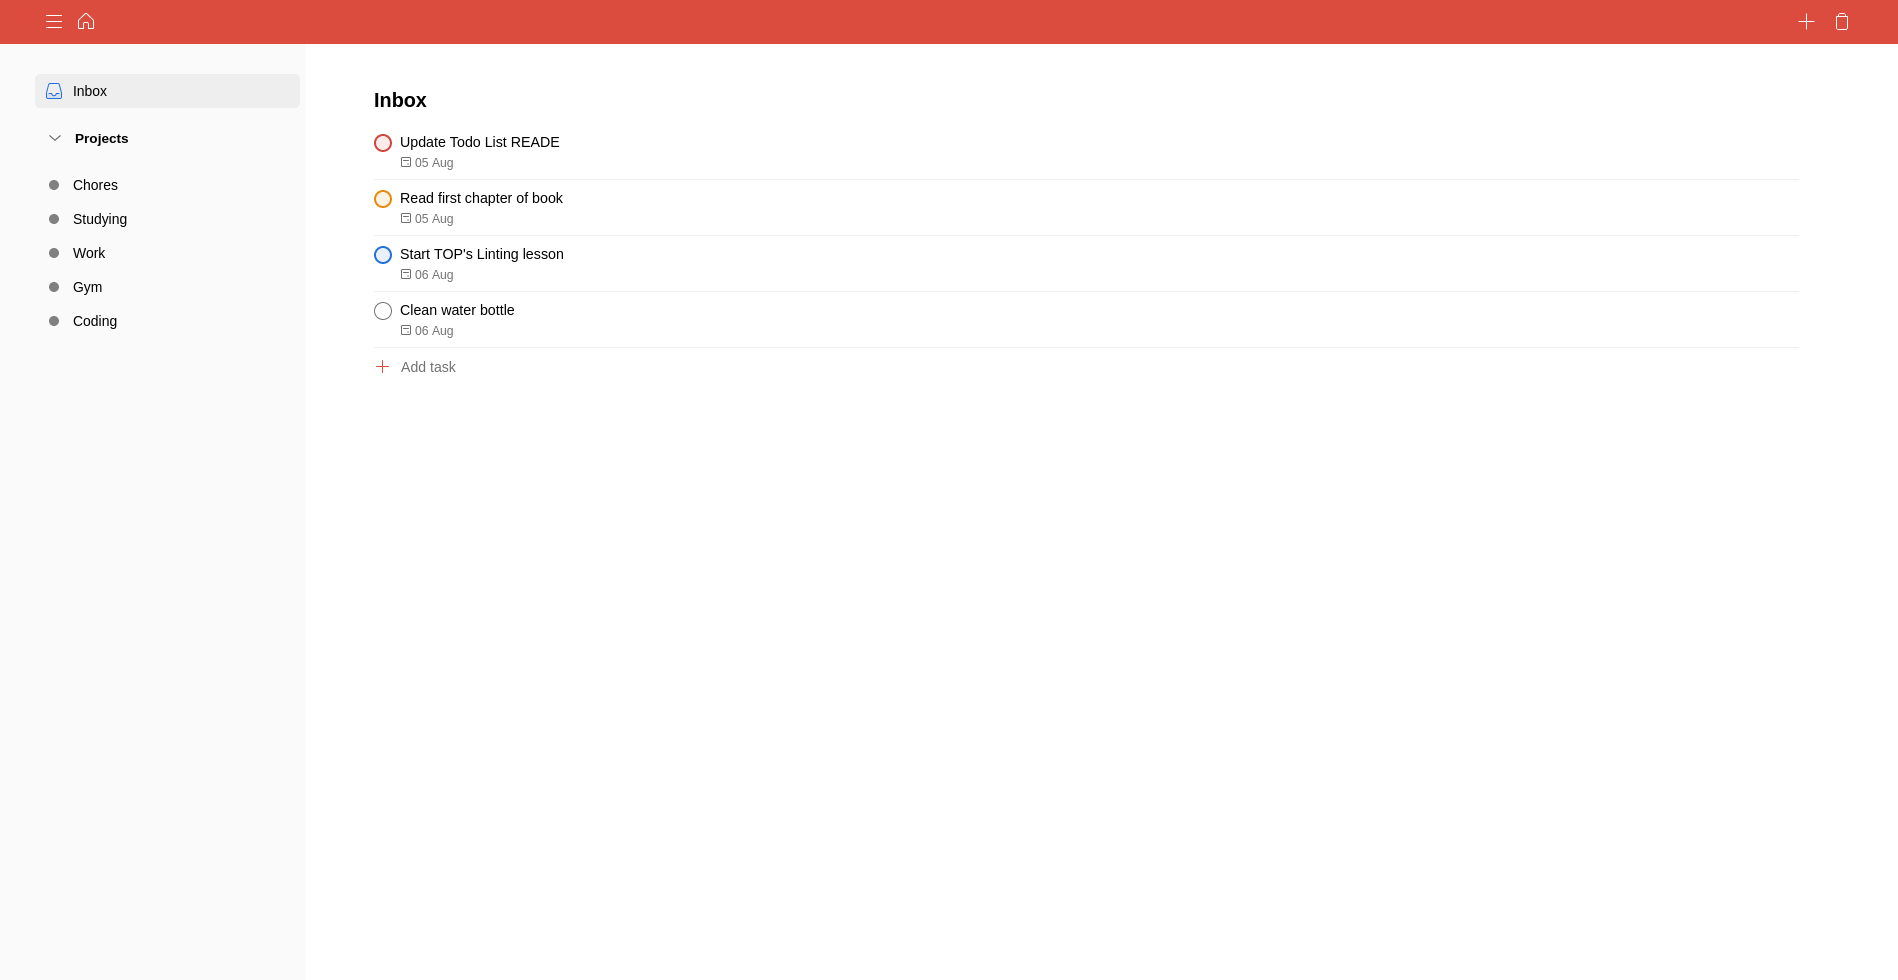 Inbox
Projects
Chores
Studying
Work
Gym
Coding
Inbox
Update Todo List READE
05 Aug
Read first chapter of book
05 Aug
Start TOP's Linting lesson
06 Aug
Clean water bottle
06 Aug
Add task